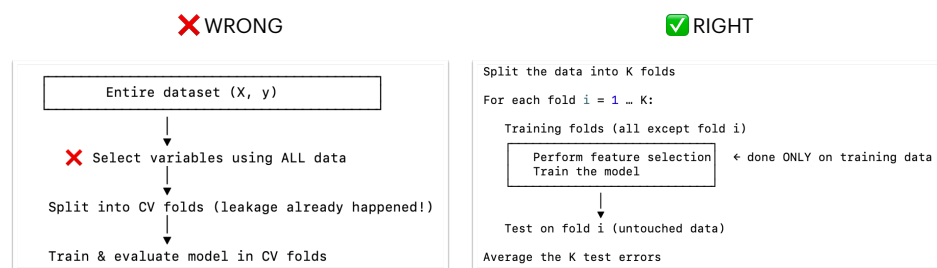 ❌ WRONG
Entire dataset (X, y)
❌ Select variables using ALL data
Split into CV folds (leakage already happened!)
Train & evaluate model in CV folds
✅ RIGHT
Split the data into K folds
For each fold i = 1 … K:
Training folds (all except fold i)
Perform feature selection ← done ONLY on training data
Train the model
Test on fold i (untouched data)
Average the K test errors